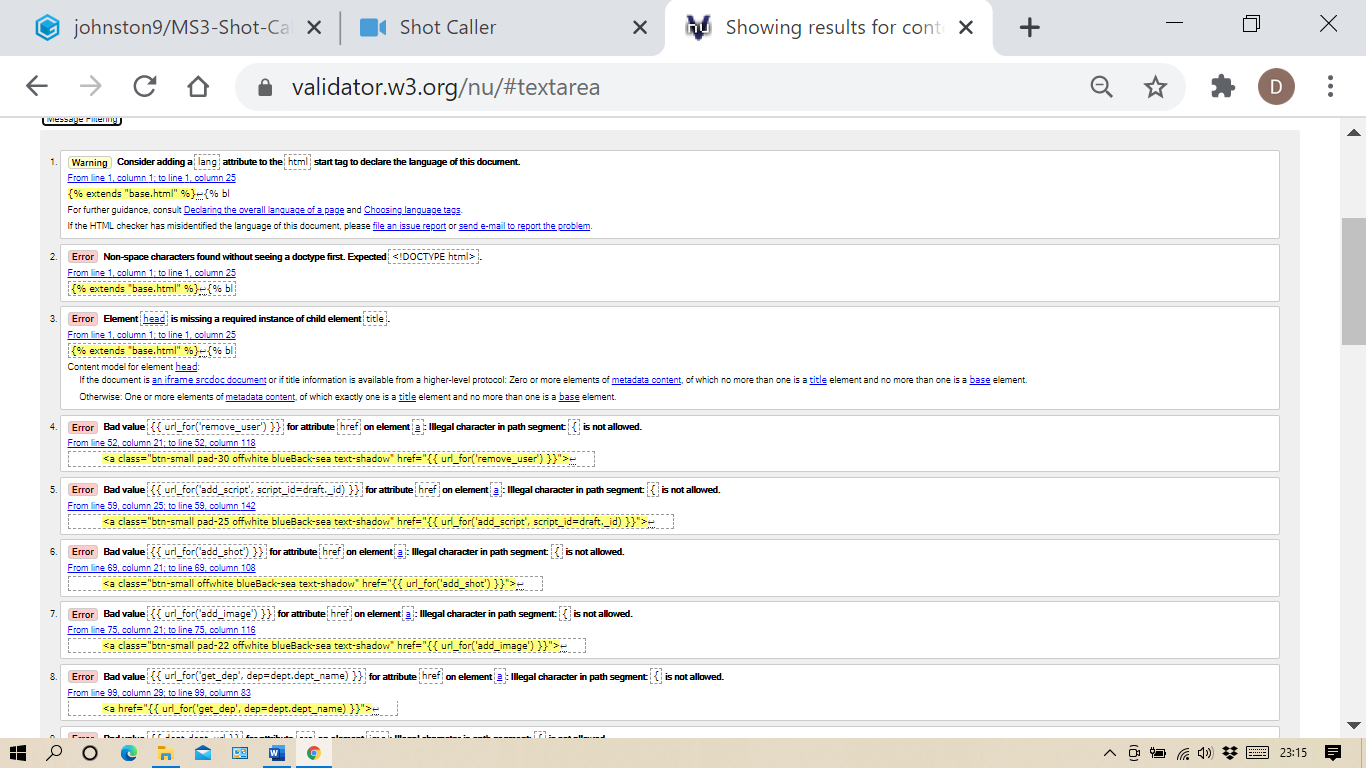 johnston9/MS3-Shot-Cal
Shot Caller
Showing results for cont
validator.w3.org/nu/#textarea
D
Message Filtering
1. Warning Consider adding a lang attribute to the html start tag to declare the language of this document.
From line 1, column 1; to line 1, column 25
{% extends "base.html" %}↩{% bl
For further guidance, consult Declaring the overall language of a page and Choosing language tags.
If the HTML checker has misidentified the language of this document, please file an issue report or send e-mail to report the problem.
2. Error Non-space characters found without seeing a doctype first. Expected <!DOCTYPE html>.
From line 1, column 1; to line 1, column 25
{% extends "base.html" %}↩{% bl
3. Error Element head is missing a required instance of child element title.
From line 1, column 1; to line 1, column 25
{% extends "base.html" %}↩{% bl
Content model for element head:
If the document is an iframe srcdoc document or if title information is available from a higher-level protocol: Zero or more elements of metadata content, of which no more than one is a title element and no more than one is a base element.
Otherwise: One or more elements of metadata content, of which exactly one is a title element and no more than one is a base element.
4. Error Bad value {{ url_for('remove_user') }} for attribute href on element a: Illegal character in path segment: { is not allowed.
From line 52, column 21; to line 52, column 118
<a class="btn-small pad-30 offwhite blueBack-sea text-shadow" href="{{ url_for('remove_user') }}">↩
5. Error Bad value {{ url_for('add_script', script_id=draft._id) }} for attribute href on element a: Illegal character in path segment: { is not allowed.
From line 59, column 25; to line 59, column 142
<a class="btn-small pad-25 offwhite blueBack-sea text-shadow" href="{{ url_for('add_script', script_id=draft._id) }}">↩
6. Error Bad value {{ url_for('add_shot') }} for attribute href on element a: Illegal character in path segment: { is not allowed.
From line 69, column 21; to line 69, column 108
<a class="btn-small offwhite blueBack-sea text-shadow" href="{{ url_for('add_shot') }}">↩
7. Error Bad value {{ url_for('add_image') }} for attribute href on element a: Illegal character in path segment: { is not allowed.
From line 75, column 21; to line 75, column 116
<a class="btn-small pad-22 offwhite blueBack-sea text-shadow" href="{{ url_for('add_image') }}">↩
8. Error Bad value {{ url_for('get_dep', dep=dept.dept_name) }} for attribute href on element a: Illegal character in path segment: { is not allowed.
From line 99, column 29; to line 99, column 83
<a href="{{ url_for('get_dep', dep=dept.dept_name) }}">↩
23:15